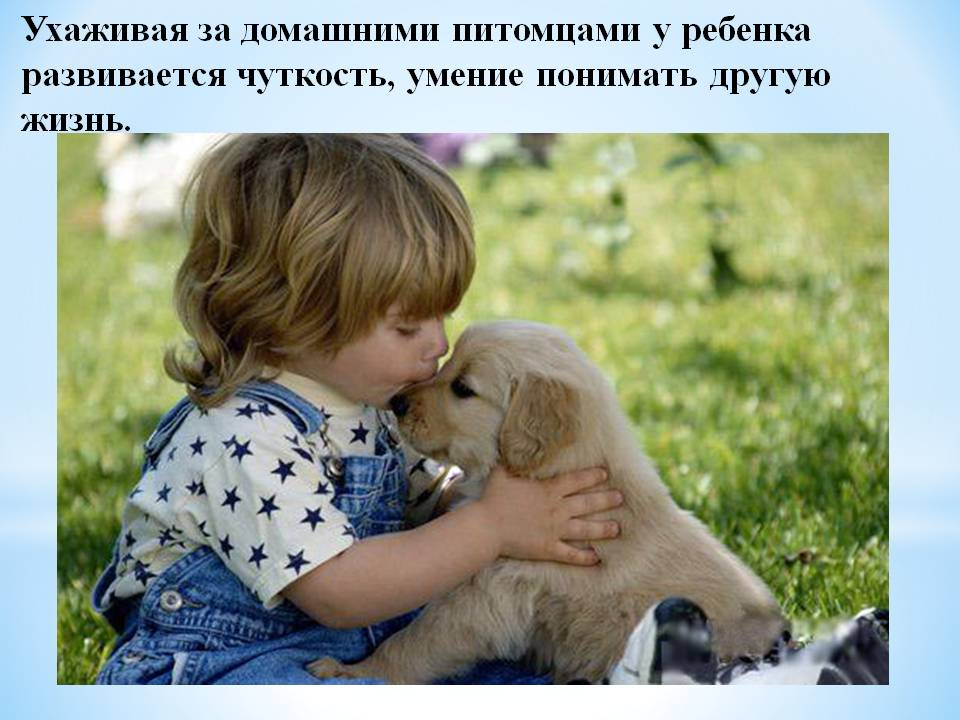 Ухаживая за домашними питомцами у ребенка
развивается чуткость, умение понимать другую
жизнь.